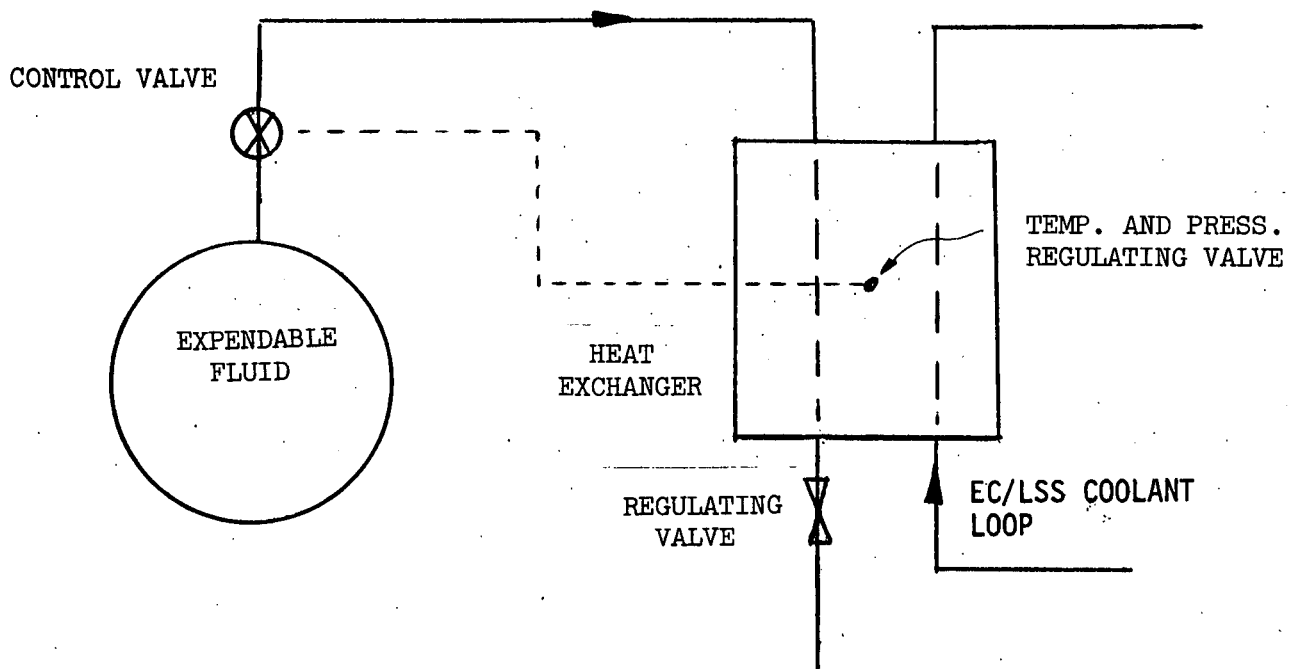 CONTROL VALVE
EXPENDABLE
FLUID
TEMP. AND PRESS.
REGULATING VALVE
HEAT
EXCHANGER
REGULATING
VALVE
EC/LSS COOLANT
LOOP